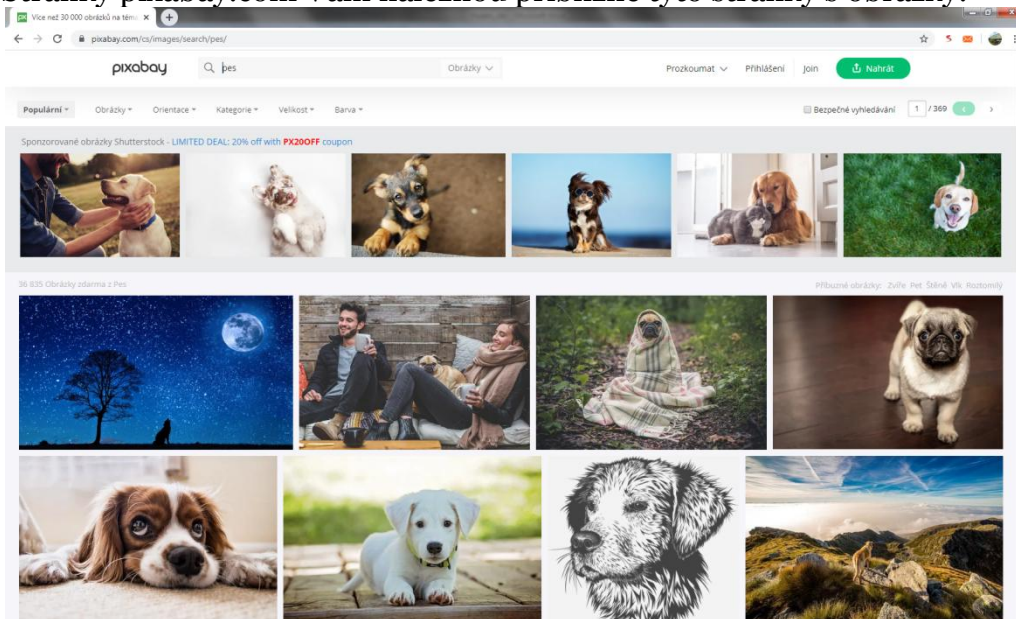 stránky pixabay.com vám naleznou přibližně tyto stránky s obrázky:
Více než 30 000 obrázků na téma
pixabay.com/cs/images/search/pes/
pixabay
pes
Obrázky
Prozkoumat
Přihlášení
Join
Nahrát
Populární
Obrázky
Orientace
Kategorie
Velikost
Barva
Bezpečné vyhledávání
1 / 369
Sponzorované obrázky Shutterstock - LIMITED DEAL: 20% off with PX20OFF coupon
36 835 Obrázky zdarma z Pes
Příbuzné obrázky: Zvíře Pet Štěně Vlk Roztomilý